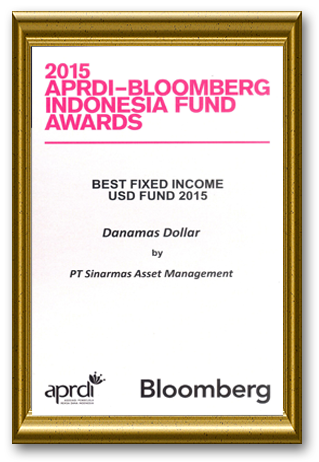 2015
APRDI–BLOOMBERG
INDONESIA FUND
AWARDS
BEST FIXED INCOME
USD FUND 2015
Danamas Dollar
by
PT Sinarmas Asset Management
aprdi
Bloomberg